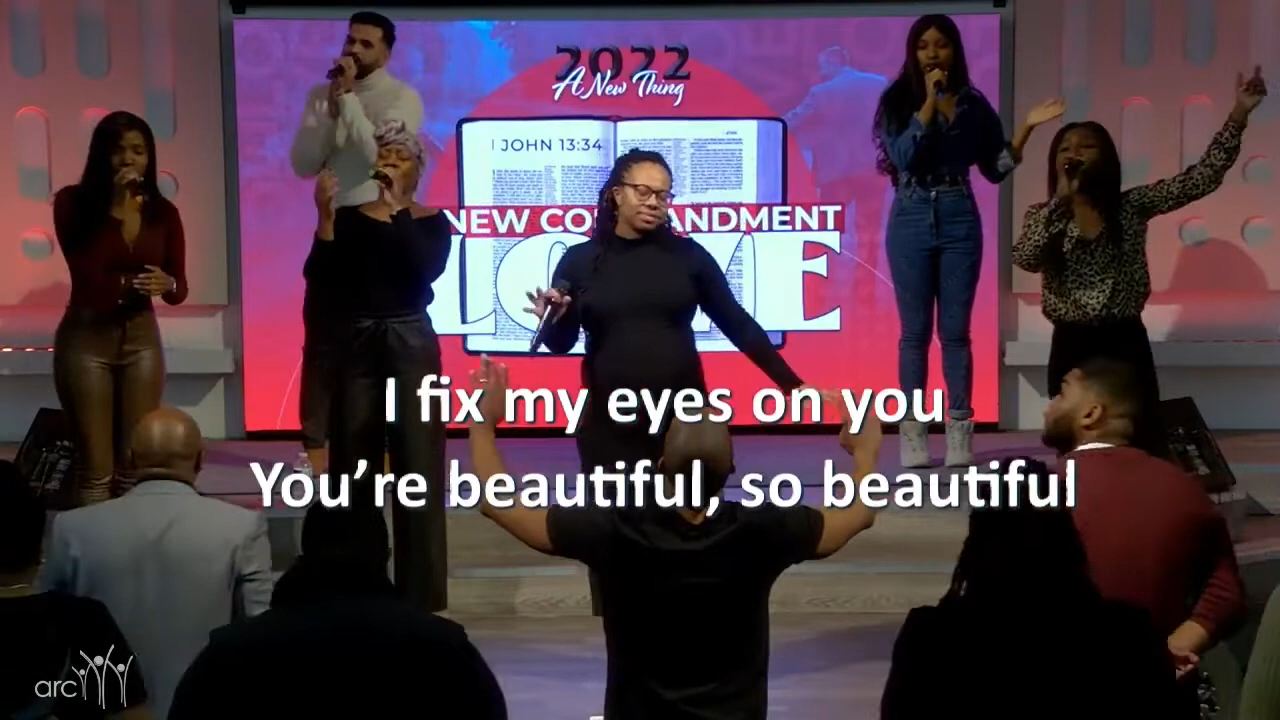 2022
A New Thing
JOHN 13:34
NEW COMMANDMENT
LOVE
I fix my eyes on you
You’re beautiful, so beautiful
arc